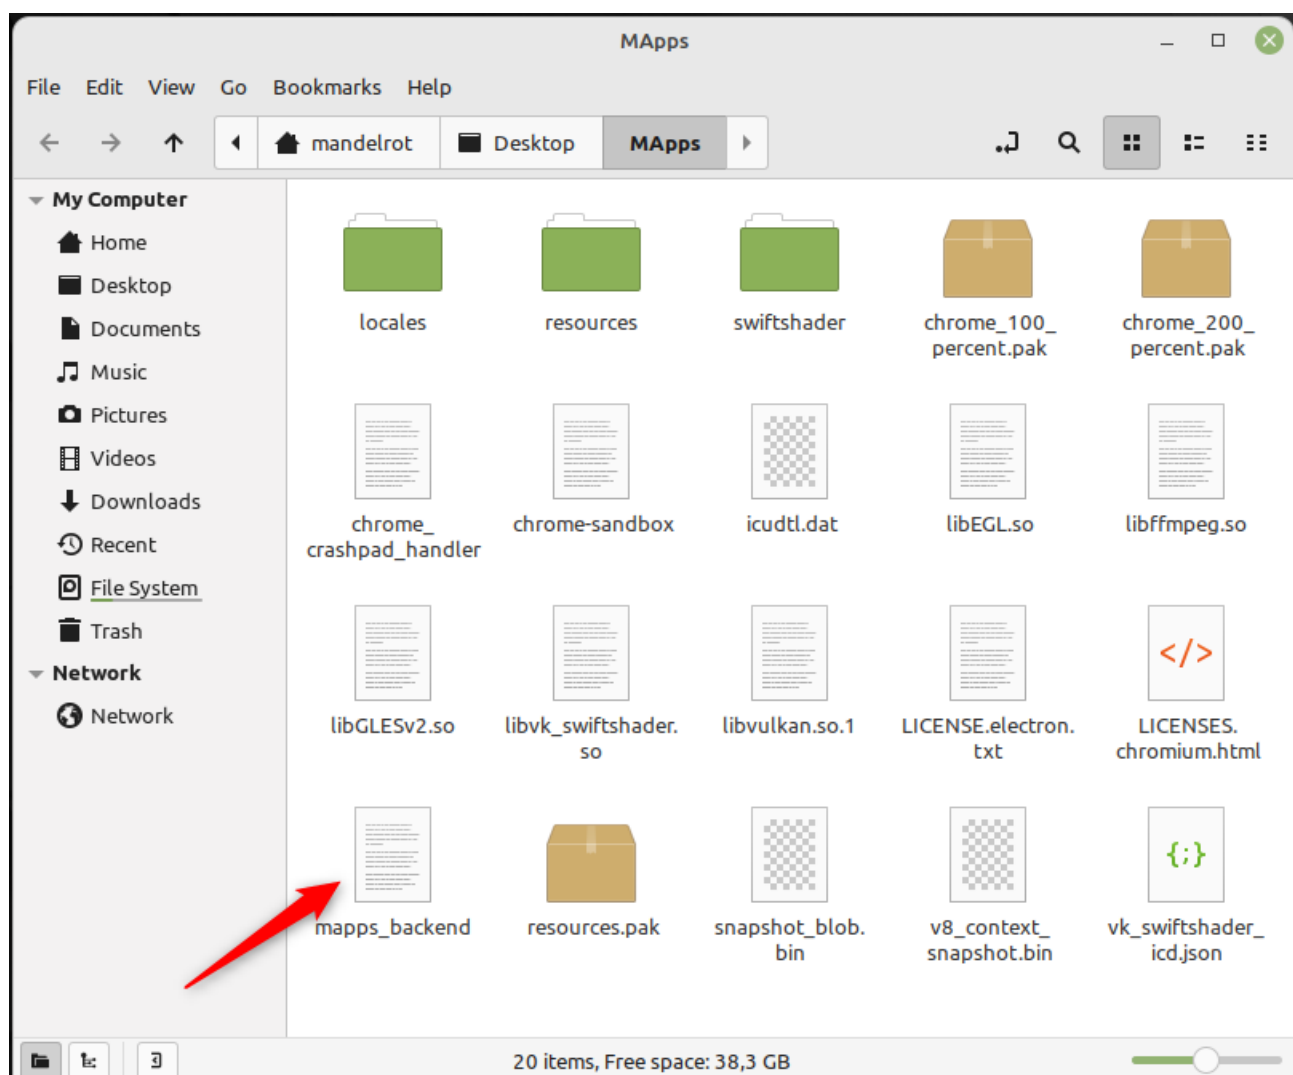 MApps
File Edit View Go Bookmarks Help
mandelrot Desktop MApps
My Computer
Home
Desktop
Documents
Music
Pictures
Videos
Downloads
Recent
File System
Trash
Network
Network
locales
resources
swiftshader
chrome_100_
percent.pak
chrome_200_
percent.pak
chrome_
crashpad_handler
chrome-sandbox
icudtl.dat
libEGL.so
libffmpeg.so
libGLESv2.so
libvk_swiftshader.
so
libvulkan.so.1
LICENSE.electron.
txt
LICENSES.
chromium.html
mapps_backend
resources.pak
snapshot_blob.
bin
v8_context_
snapshot.bin
vk_swiftshader_
icd.json
20 items, Free space: 38,3 GB